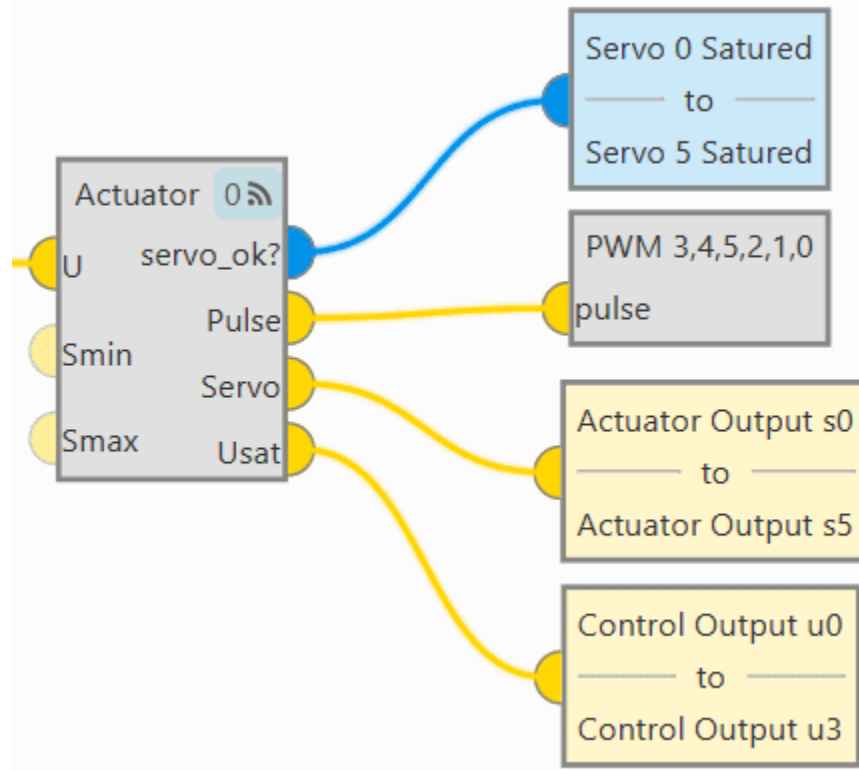 Actuator 0
U
Smin
Smax
servo_ok?
Pulse
Servo
Usat
Servo 0 Satured
to
Servo 5 Satured
PWM 3,4,5,2,1,0
pulse
Actuator Output s0
to
Actuator Output s5
Control Output u0
to
Control Output u3